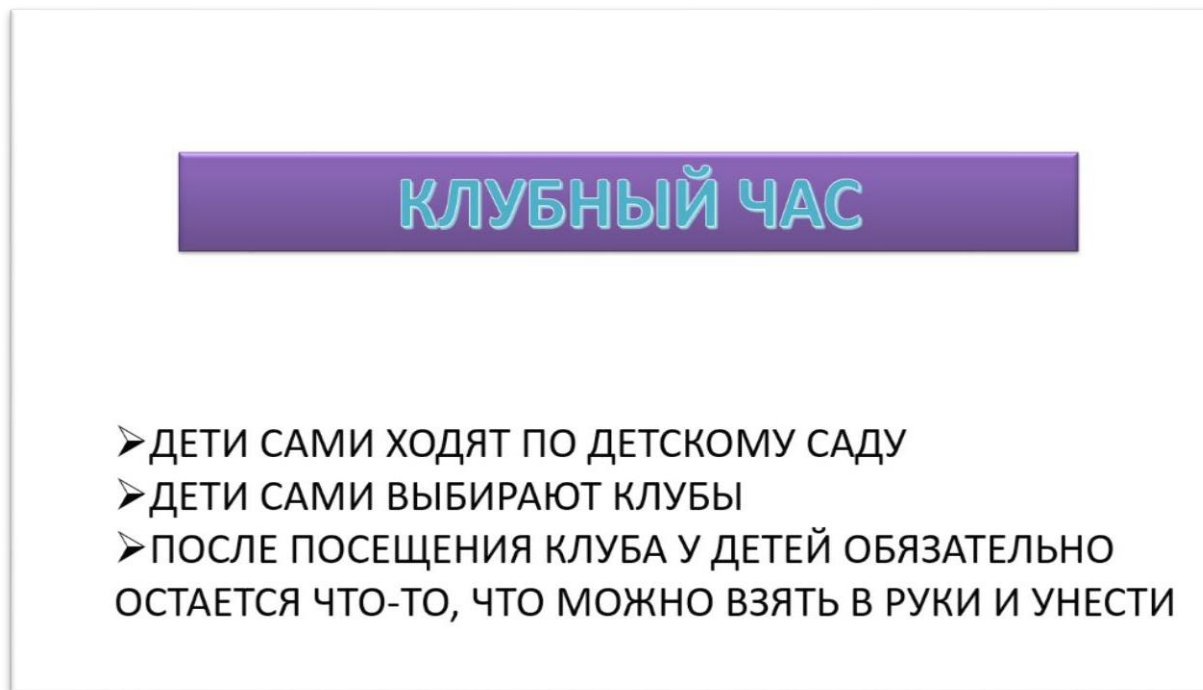 КЛУБНЫЙ ЧАС
➢ДЕТИ САМИ ХОДЯТ ПО ДЕТСКОМУ САДУ
➢ДЕТИ САМИ ВЫБИРАЮТ КЛУБЫ
➢ПОСЛЕ ПОСЕЩЕНИЯ КЛУБА У ДЕТЕЙ ОБЯЗАТЕЛЬНО
ОСТАЕТСЯ ЧТО-ТО, ЧТО МОЖНО ВЗЯТЬ В РУКИ И УНЕСТИ